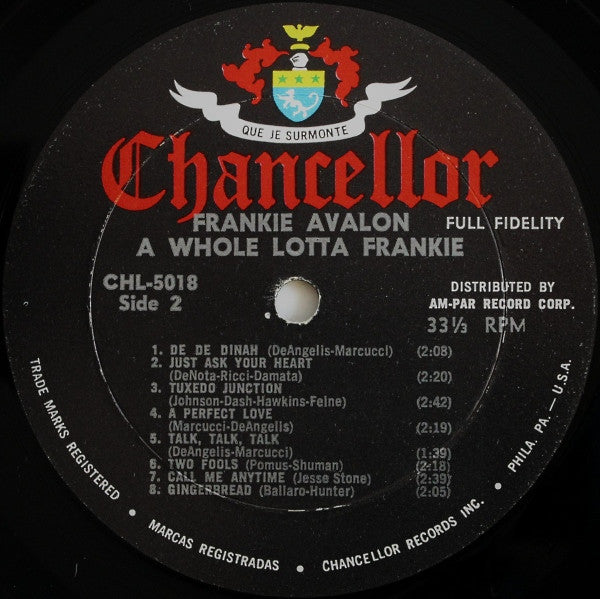 QUE JE SURMONTE
Chancellor
FRANKIE AVALON
FULL FIDELITY
A WHOLE LOTTA FRANKIE
CHL-5018
Side 2
DISTRIBUTED BY
AM-PAR RECORD CORP.
33⅓ RPM
1. DE DE DINAH (DeAngelis-Marcucci) (2:08)
2. JUST ASK YOUR HEART
(DeNota-Ricci-Damata) (2:20)
3. TUXEDO JUNCTION
(Johnson-Dash-Hawkins-Feine) (2:42)
4. A PERFECT LOVE
(Marcucci-DeAngelis) (2:19)
5. TALK, TALK, TALK
(DeAngelis-Marcucci) (1:39)
6. TWO FOOLS (Pomus-Shuman) (2:18)
7. CALL ME ANYTIME (Jesse Stone) (2:39)
8. GINGERBREAD (Ballaro-Hunter) (2:05)
TRADE MARKS REGISTERED • MARCAS REGISTRADAS • CHANCELLOR RECORDS INC. • PHILA. PA. — U.S.A.